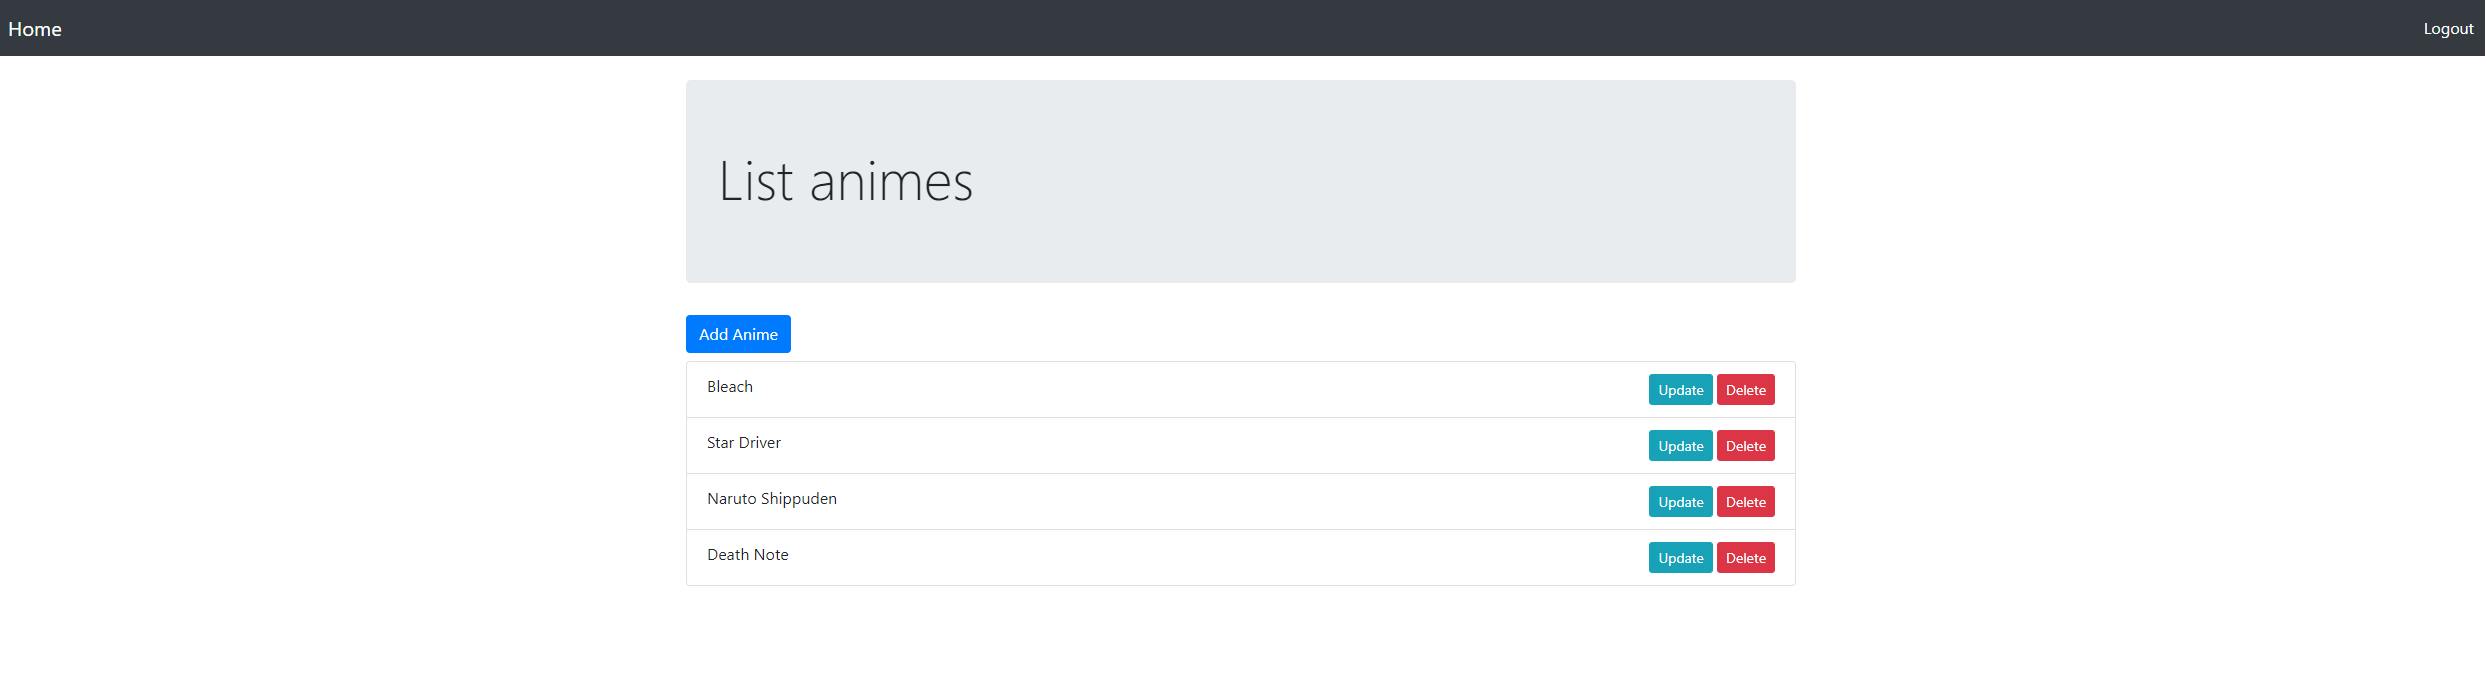 Home Logout
List animes
Add Anime
Bleach Update Delete
Star Driver Update Delete
Naruto Shippuden Update Delete
Death Note Update Delete